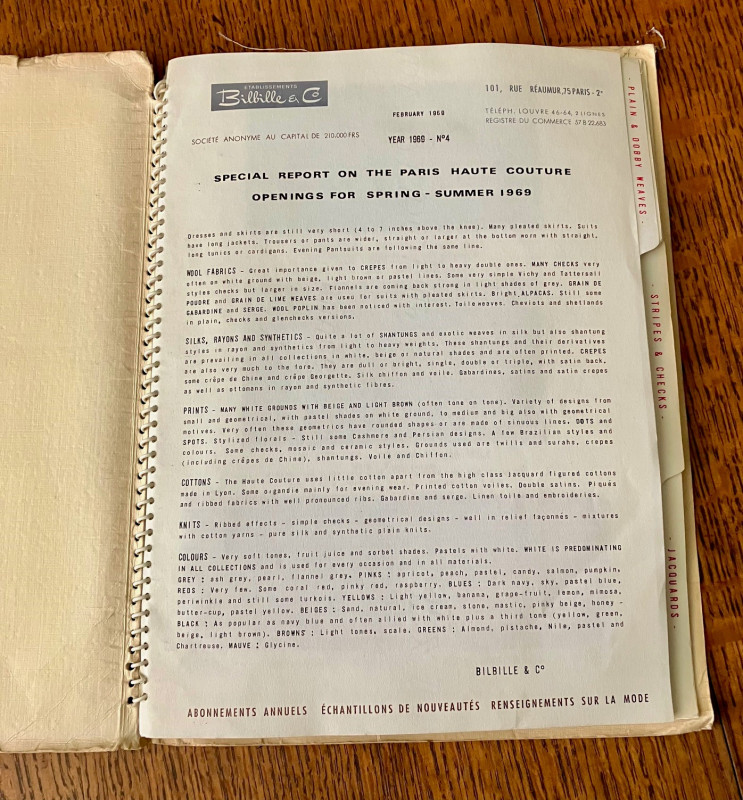 ETABLISSEMENTS
Bilbille & Co
101, RUE RÉAUMUR, 75 PARIS - 2e
FEBRUARY 1969
TÉLÉPH. LOUVRE 46-64, 2 LIGNES
REGISTRE DU COMMERCE 57 B 22.683
SOCIÉTÉ ANONYME AU CAPITAL DE 210.000 FRS
YEAR 1969 - N°4
SPECIAL REPORT ON THE PARIS HAUTE COUTURE
OPENINGS FOR SPRING - SUMMER 1969
Dresses and skirts are still very short (4 to 7 inches above the knee). Many pleated skirts. Suits
have long jackets. Trousers or pants are wider, straight or larger at the bottom worn with straight,
long tunics or cardigans. Evening Pantsuits are following the same line.
WOOL FABRICS - Great importance given to CREPES from light to heavy double ones. MANY CHECKS very
often on white ground with beige, light brown or pastel lines. Some very simple Vichy and Tattersall
styles checks but larger in size. Flannels are coming back strong in light shades of grey. GRAIN DE
POUDRE and GRAIN DE LIME WEAVES are used for suits with pleated skirts. Bright ALPACAS. Still some
GABARDINE and SERGE. WOOL POPLIN has been noticed with interest. Toile weaves. Cheviots and shetlands
in plain, checks and glenchecks versions.
SILKS, RAYONS AND SYNTHETICS - Quite a lot of SHANTUNGS and exotic weaves in silk but also shantung
styles in rayon and synthetics from light to heavy weights. These shantungs and their derivatives
are prevailing in all collections in white, beige or natural shades and are often printed. CREPES
are also very much to the fore. They are dull or bright, single, double or triple, with satin back,
some crêpe de Chine and crêpe Georgette. Silk chiffon and voile. Gabardines, satins and satin crepes
as well as ottomans in rayon and synthetic fibres.
PRINTS - MANY WHITE GROUNDS WITH BEIGE AND LIGHT BROWN (often tone on tone). Variety of designs from
small and geometrical, with pastel shades on white ground, to medium and big also with geometrical
motives. Very often these geometrics have rounded shapes or are made of sinuous lines. DOTS and
SPOTS. Stylized florals - Still some Cashmere and Persian designs. A few Brazilian styles and
colours. Some checks, mosaic and ceramic styles. Grounds used are twills and surahs, crepes
(including crêpes de Chine), shantungs. Voile and Chiffon.
COTTONS - The Haute Couture uses little cotton apart from the high class Jacquard figured cottons
made in Lyon. Some organdie mainly for evening wear. Printed cotton voiles. Double satins. Piqués
and ribbed fabrics with well pronounced ribs. Gabardine and serge. Linen toile and embroideries.
KNITS - Ribbed effects - simple checks - geometrical designs - well in relief façonnés - mixtures
with cotton yarns - pure silk and synthetic plain knits.
COLOURS - Very soft tones, fruit juice and sorbet shades. Pastels with white. WHITE IS PREDOMINATING
IN ALL COLLECTIONS and is used for every occasion and in all materials.
GREY : ash grey, pearl, flannel grey. PINKS : apricot, peach, pastel, candy, salmon, pumpkin,
REDS : Very few. Some coral red, pinky red, raspberry. BLUES : Dark navy, sky, pastel blue,
periwinkle and still some turkois. YELLOWS : Light yellow, banana, grape-fruit, lemon, mimosa,
butter-cup, pastel yellow. BEIGES : Sand, natural, ice cream, stone, mastic, pinky beige, honey -
BLACK : As popular as navy blue and often allied with white plus a third tone (yellow, green,
beige, light brown). BROWNS : Light tones, scale. GREENS : Almond, pistache, Nile, pastel and
Chartreuse. MAUVE : Glycine.
BILBILLE & Co
ABONNEMENTS ANNUELS ÉCHANTILLONS DE NOUVEAUTÉS RENSEIGNEMENTS SUR LA MODE
- PLAIN & DOBBY WEAVES -
- STRIPES & CHECKS -
- JACQUARDS -